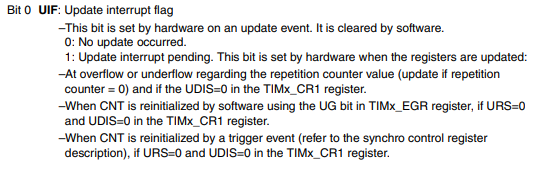 Bit 0 UIF: Update interrupt flag
–This bit is set by hardware on an update event. It is cleared by software.
0: No update occurred.
1: Update interrupt pending. This bit is set by hardware when the registers are updated:
–At overflow or underflow regarding the repetition counter value (update if repetition
counter = 0) and if the UDIS=0 in the TIMx_CR1 register.
–When CNT is reinitialized by software using the UG bit in TIMx_EGR register, if URS=0
and UDIS=0 in the TIMx_CR1 register.
–When CNT is reinitialized by a trigger event (refer to the synchro control register
description), if URS=0 and UDIS=0 in the TIMx_CR1 register.